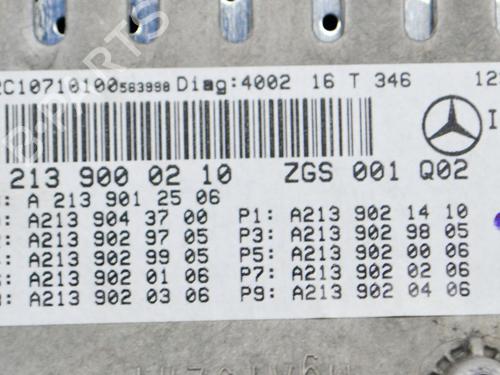 2C10710100563998 Diag:4002 16 T 346 12
213 900 02 10 ZGS 001 Q02
: A 213 901 25 06
A213 904 37 00 P1: A213 902 14 10
A213 902 97 05 P3: A213 902 98 05
A213 902 99 05 P5: A213 902 00 06
A213 902 01 06 P7: A213 902 02 06
A213 902 03 06 P9: A213 902 04 06
B-PARTS